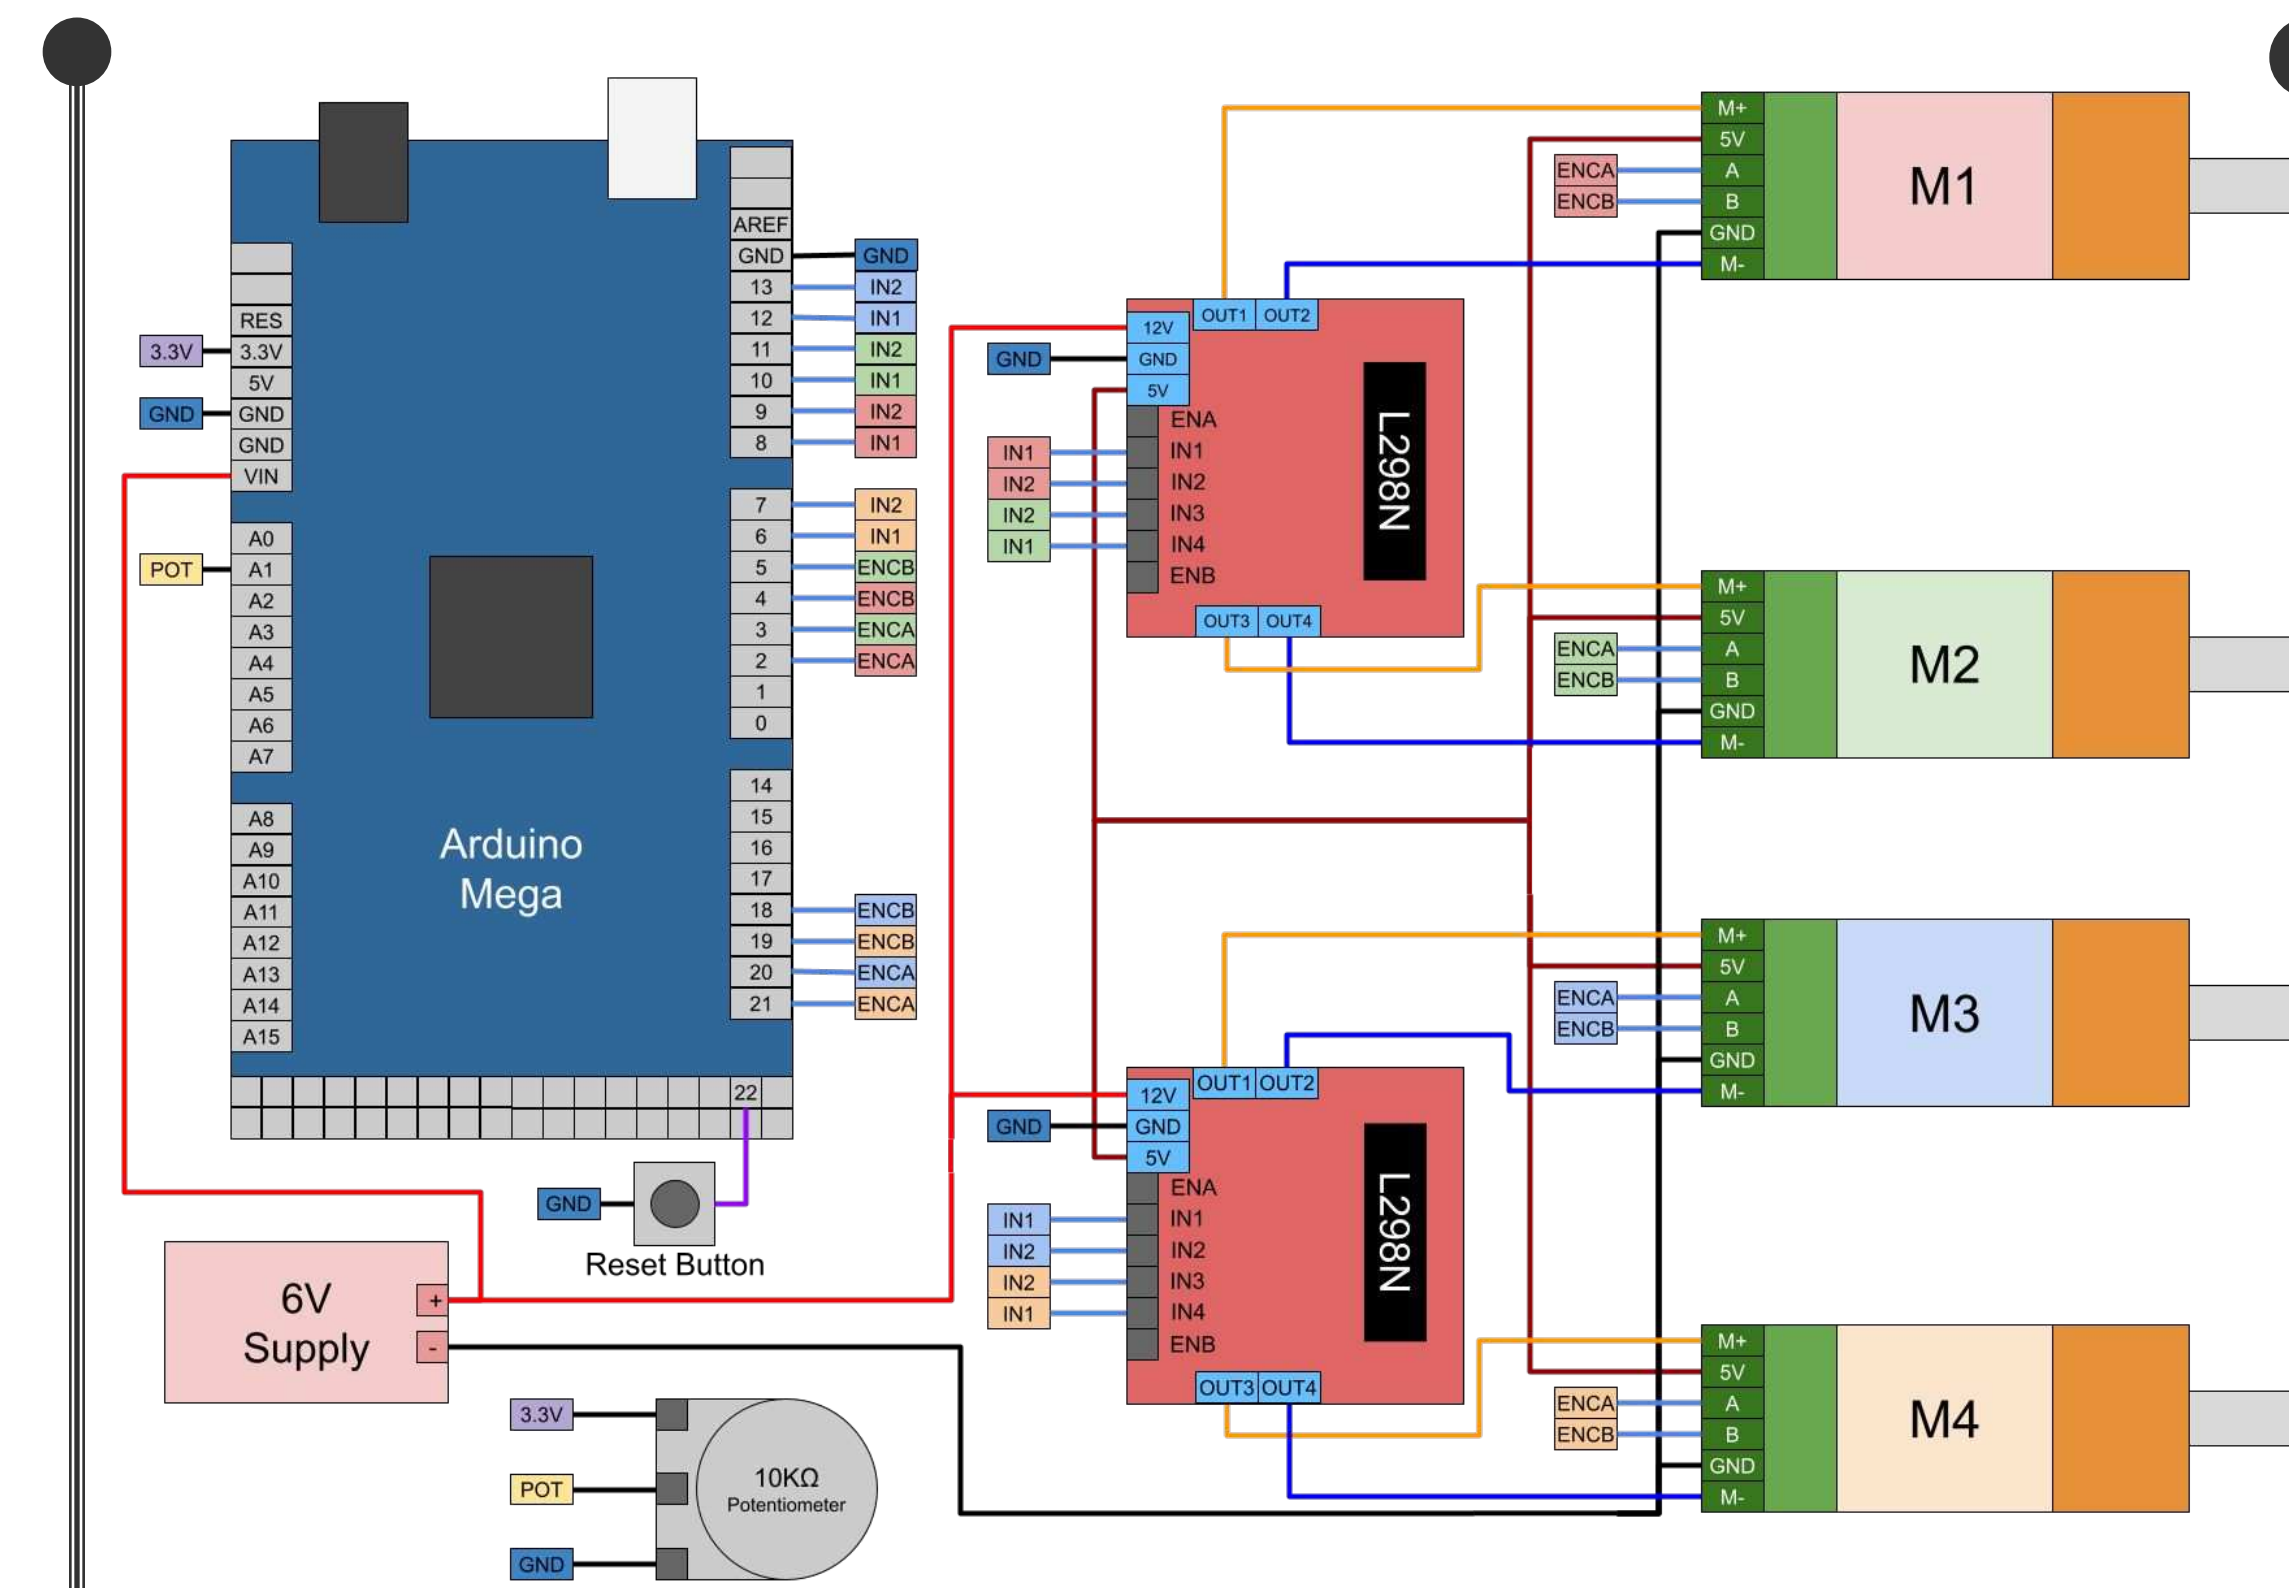 AREF
GND
13
12
11
10
9
8
GND
IN2
IN1
IN2
IN1
IN2
IN1
RES
3.3V
5V
GND
GND
VIN
3.3V
GND
A0
A1
A2
A3
A4
A5
A6
A7
POT
7
6
5
4
3
2
1
0
IN2
IN1
ENCB
ENCB
ENCA
ENCA
A8
A9
A10
A11
A12
A13
A14
A15
Arduino
Mega
14
15
16
17
18
19
20
21
ENCB
ENCB
ENCA
ENCA
22
GND
Reset Button
6V
Supply
+
-
3.3V
POT
GND
10KΩ
Potentiometer
OUT1 OUT2
12V
GND
5V
GND
ENA
IN1
IN2
IN3
IN4
ENB
IN1
IN2
IN2
IN1
L298N
OUT3 OUT4
OUT1 OUT2
12V
GND
5V
GND
ENA
IN1
IN2
IN3
IN4
ENB
IN1
IN2
IN2
IN1
L298N
OUT3 OUT4
M+
5V
A
B
GND
M-
ENCA
ENCB
M1
M+
5V
A
B
GND
M-
ENCA
ENCB
M2
M+
5V
A
B
GND
M-
ENCA
ENCB
M3
M+
5V
A
B
GND
M-
ENCA
ENCB
M4